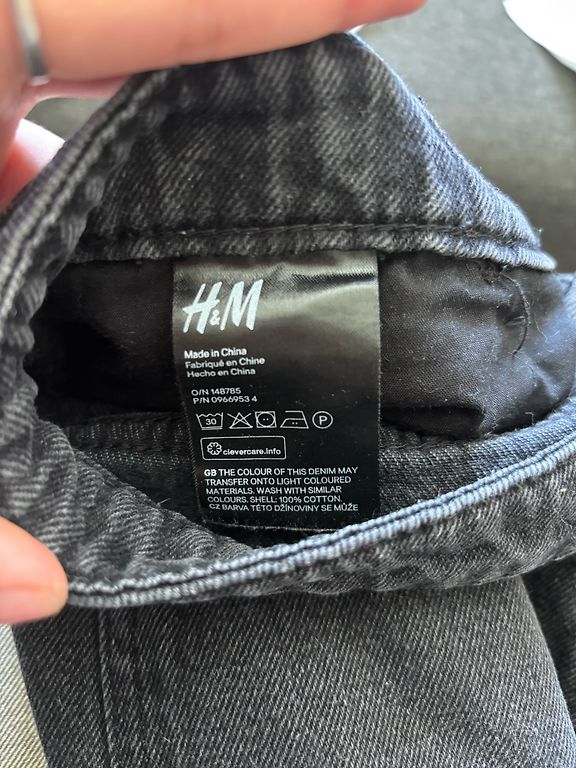 H&M
Made in China
Fabriqué en Chine
Hecho en China
O/N 148785
P/N 0966953 4
30 P
clevercare.info
GB THE COLOUR OF THIS DENIM MAY
TRANSFER ONTO LIGHT COLOURED
MATERIALS. WASH WITH SIMILAR
COLOURS. SHELL: 100% COTTON.
CZ BARVA TÉTO DŽÍNOVINY SE MŮŽE